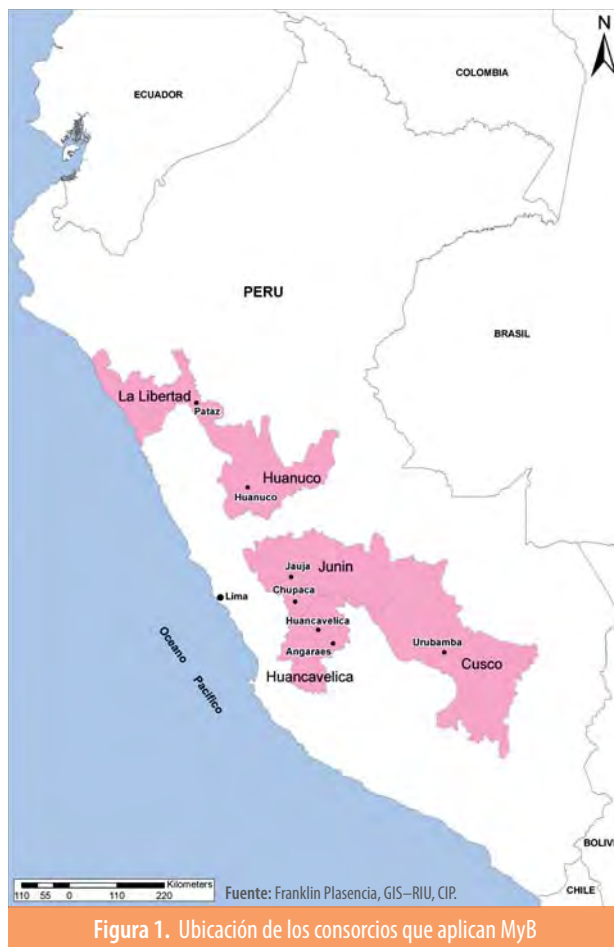 N
COLOMBIA
ECUADOR
PERU
BRASIL
La Libertad
Pataz
Huanuco
Huanuco
Junin
Jauja
Chupaca
Lima
Huancavelica
Urubamba
Angaraes
Cusco
Huancavelica
Oceano Pacífico
BOLIVI
Kilometers
110 55 0 110 220
Fuente: Franklin Plasencia, GIS–RIU, CIP.
CHILE
Figura 1. Ubicación de los consorcios que aplican MyB